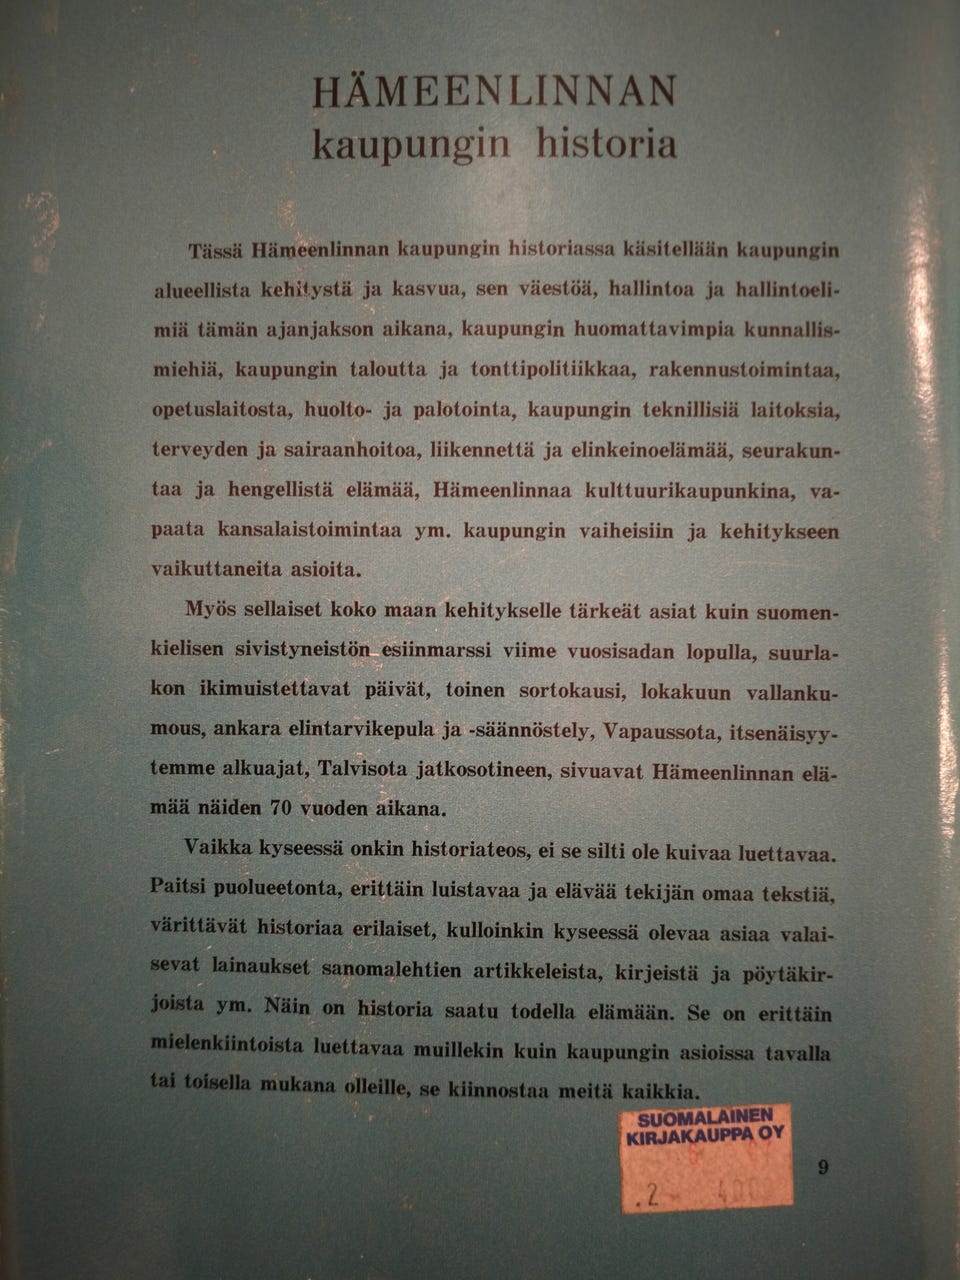 HÄMEENLINNAN
kaupungin historia
Tässä Hämeenlinnan kaupungin historiassa käsitellään kaupungin
alueellista kehitystä ja kasvua, sen väestöä, hallintoa ja hallintoeli-
miä tämän ajanjakson aikana, kaupungin huomattavimpia kunnallis-
miehiä, kaupungin taloutta ja tonttipolitiikkaa, rakennustoimintaa,
opetuslaitosta, huolto- ja palotointa, kaupungin teknillisiä laitoksia,
terveyden ja sairaanhoitoa, liikennettä ja elinkeinoelämää, seurakun-
taa ja hengellistä elämää, Hämeenlinnaa kulttuurikaupunkina, va-
paata kansalaistoimintaa ym. kaupungin vaiheisiin ja kehitykseen
vaikuttaneita asioita.
Myös sellaiset koko maan kehitykselle tärkeät asiat kuin suomen-
kielisen sivistyneistön esiinmarssi viime vuosisadan lopulla, suurla-
kon ikimuistettavat päivät, toinen sortokausi, lokakuun vallanku-
mous, ankara elintarvikepula ja -säännöstely, Vapaussota, itsenäisyy-
temme alkuajat, Talvisota jatkosotineen, sivuavat Hämeenlinnan elä-
mää näiden 70 vuoden aikana.
Vaikka kyseessä onkin historiateos, ei se silti ole kuivaa luettavaa.
Paitsi puolueetonta, erittäin luistavaa ja elävää tekijän omaa tekstiä,
värittävät historiaa erilaiset, kulloinkin kyseessä olevaa asiaa valai-
sevat lainaukset sanomalehtien artikkeleista, kirjeistä ja pöytäkir-
joista ym. Näin on historia saatu todella elämään. Se on erittäin
mielenkiintoista luettavaa muillekin kuin kaupungin asioissa tavalla
tai toisella mukana olleille, se kiinnostaa meitä kaikkia.
SUOMALAINEN
KIRJAKAUPPA OY
.2
9